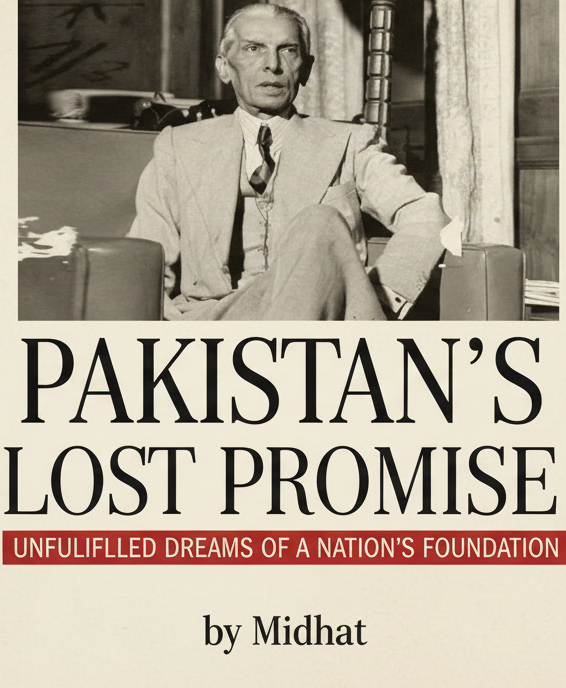 PAKISTAN'S
LOST PROMISE
UNFULIFLLED DREAMS OF A NATION'S FOUNDATION
by Midhat